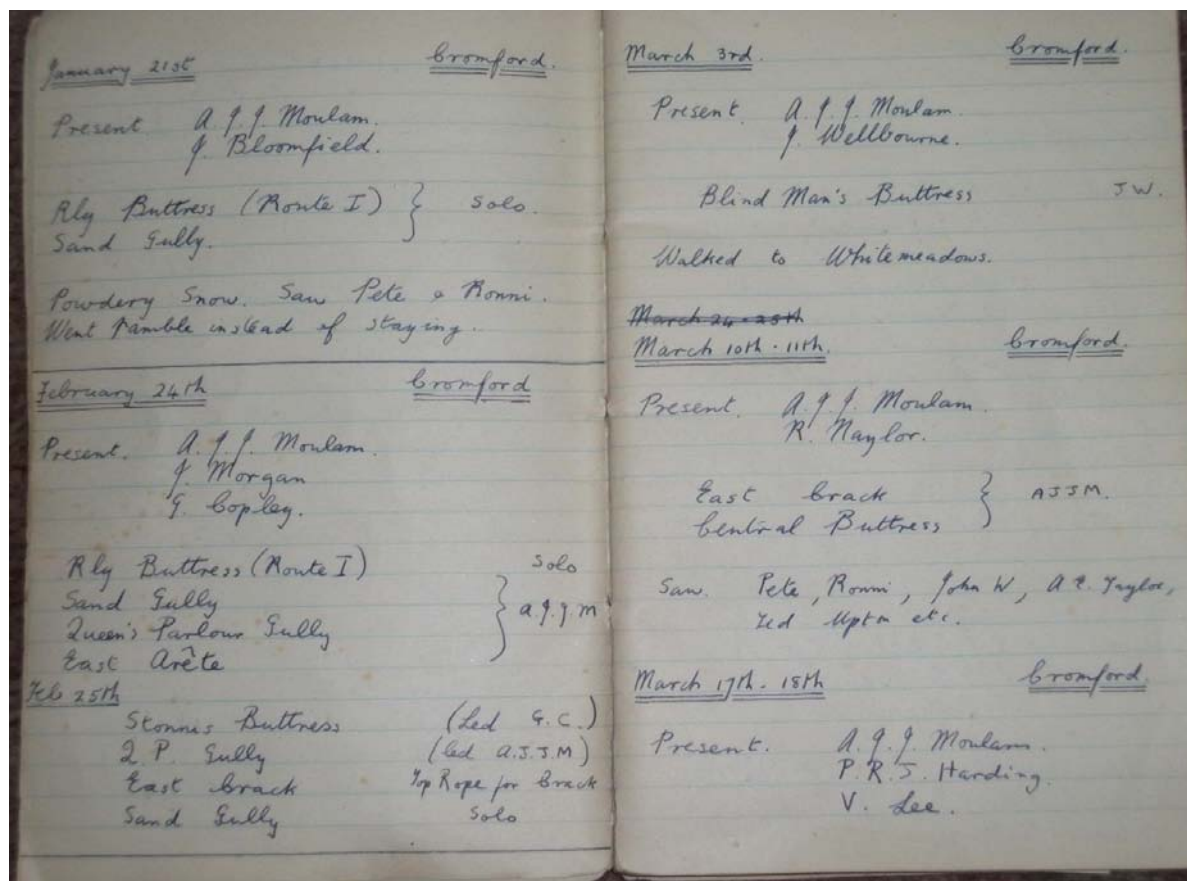 January 21st Cromford.
Present. A. J. J. Moulam.
J. Bloomfield.
Rly Buttress (Route I) } Solo.
Sand Gully.
Powdery Snow. Saw Pete & Ronni.
Went ramble instead of staying.
February 24th Cromford
Present. A. J. J. Moulam.
J. Morgan
G. Copley.
Rly Buttress (Route I) Solo
Sand Gully
Queen's Parlour Gully } A.J.J.M
East Arête
Feb 25th
Stonnis Buttress (Led G.C.)
Q.P. Gully (led A.J.J.M)
East Crack Top Rope for Crack
Sand Gully Solo
March 3rd. Cromford.
Present. A. J. J. Moulam.
J. Wellbourne.
Blind Man's Buttress J W.
Walked to Whitemeadows.
March 24-25th
March 10th - 11th. Cromford.
Present. A. J. J. Moulam.
R. Naylor.
East Crack } AJJM.
Central Buttress
Saw. Pete, Ronni, John W, A E. Taylor,
Ted Upton etc.
March 17th - 18th Cromford.
Present. A. J. J. Moulam.
P. R. J. Harding.
V. Lee.